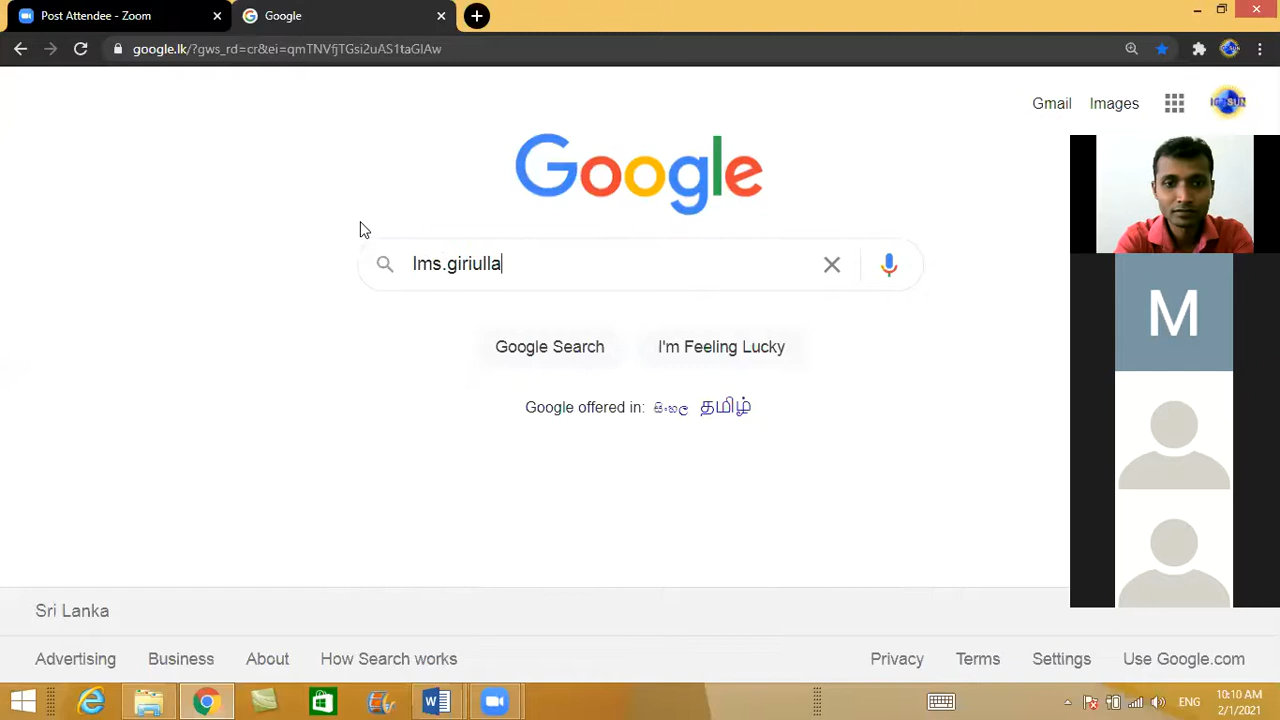 Post Attendee - Zoom
Google
google.lk/?gws_rd=cr&ei=qmTNVfjTGsi2uAS1taGIAw
Gmail Images
Google
lms.giriulla
Google Search I'm Feeling Lucky
Google offered in: සිංහල தமிழ்
M
Sri Lanka
Advertising Business About How Search works Privacy Terms Settings Use Google.com
ENG
10:10 AM
2/1/2021